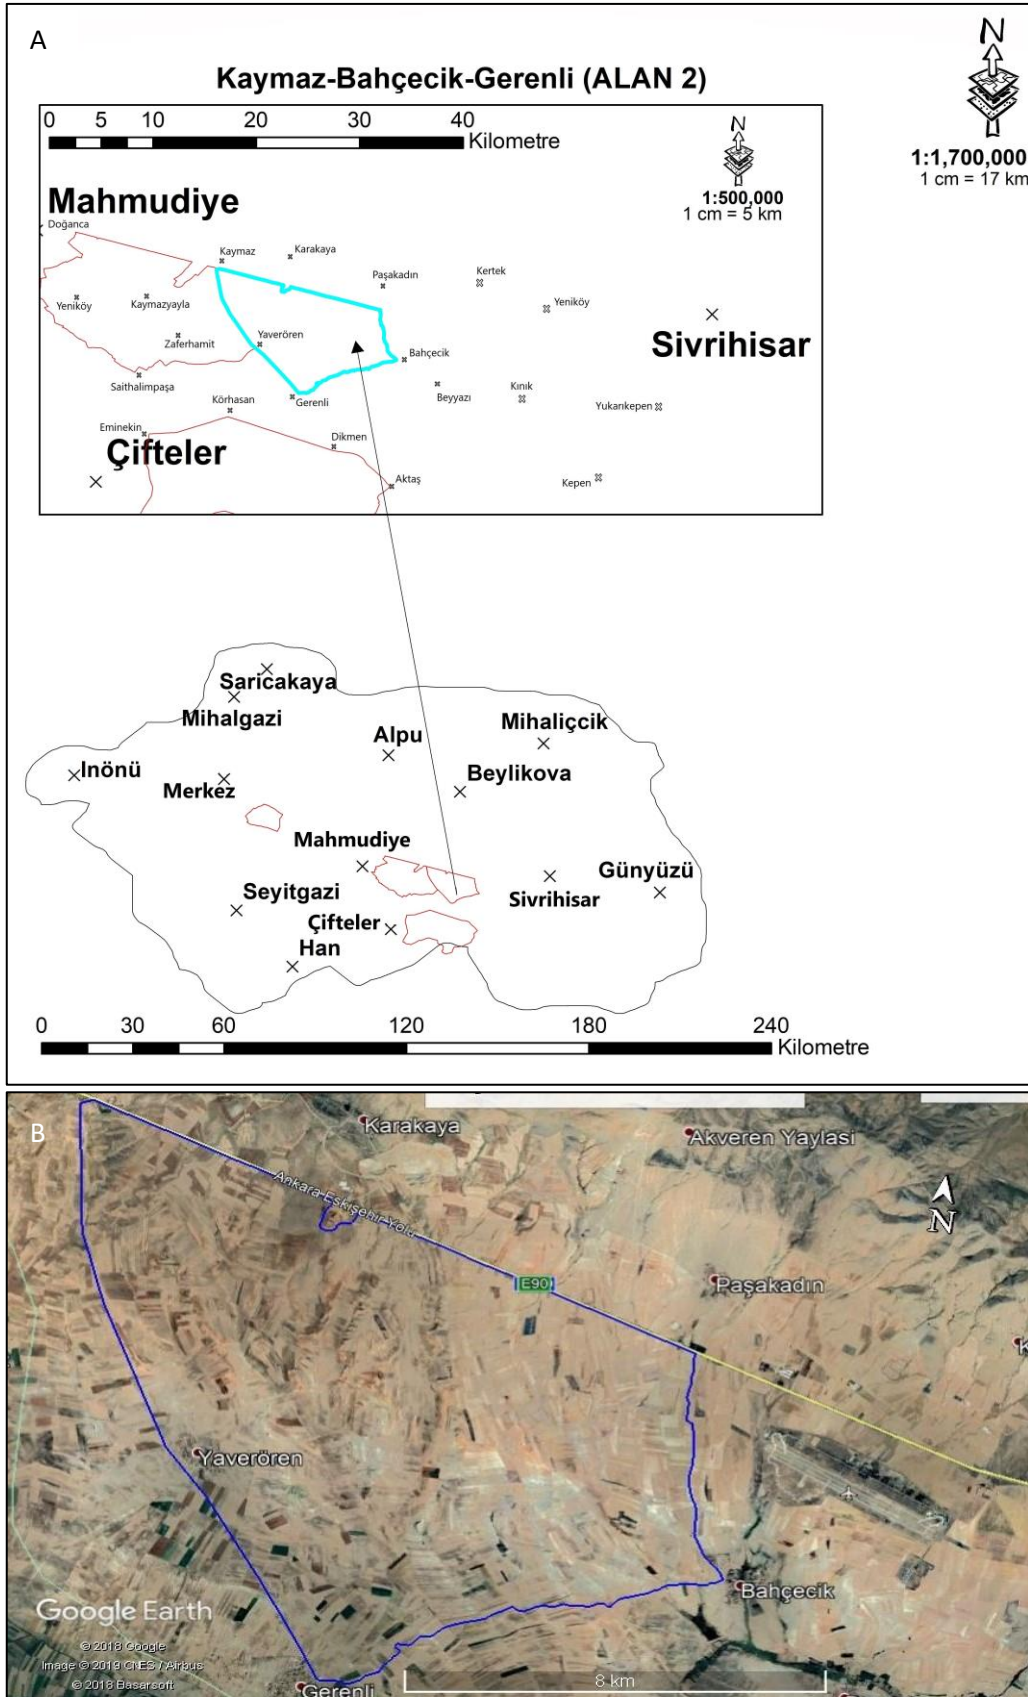 A
N
Kaymaz-Bahçecik-Gerenli (ALAN 2)
1:1,700,000
1 cm = 17 km
0 5 10 20 30 40
Kilometre
N
1:500,000
1 cm = 5 km
Mahmudiye
Doğanca
Kaymaz
Karakaya
Paşakadın
Kertek
Yeniköy
Kaymazyayla
Yeniköy
Zaferhamit
Yaverören
Bahçecik
Sivrihisar
Saithalimpaşa
Beyyazı
Kınık
Körhasan
Gerenli
Yukarıkepen
Eminekin
Dikmen
Çifteler
Aktaş
Kepen
Saricakaya
Mihalgazi
Mihaliçcik
Alpu
Inönü
Beylikova
Merkez
Mahmudiye
Günyüzü
Seyitgazi
Sivrihisar
Çifteler
Han
0 30 60 120 180 240
Kilometre
B
Karakaya
Akveren Yaylasi
Ankara Eskişehir Yolu
N
E90
Paşakadın
Yaverören
Bahçecik
Google Earth
© 2018 Google
Image © 2019 CNES / Airbus
© 2018 Basarsoft
8 km
Gerenli